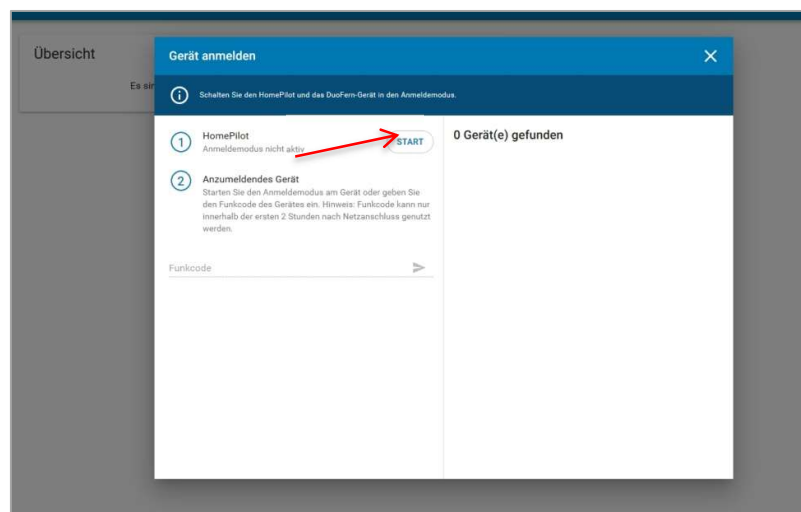 Übersicht
Gerät anmelden
Es sin
Schalten Sie den HomePilot und das DuoFern-Gerät in den Anmeldemodus.
1
HomePilot
Anmeldemodus nicht aktiv
START
0 Gerät(e) gefunden
2
Anzumeldendes Gerät
Starten Sie den Anmeldemodus am Gerät oder geben Sie
den Funkcode des Gerätes ein. Hinweis: Funkcode kann nur
innerhalb der ersten 2 Stunden nach Netzanschluss genutzt
werden.
Funkcode